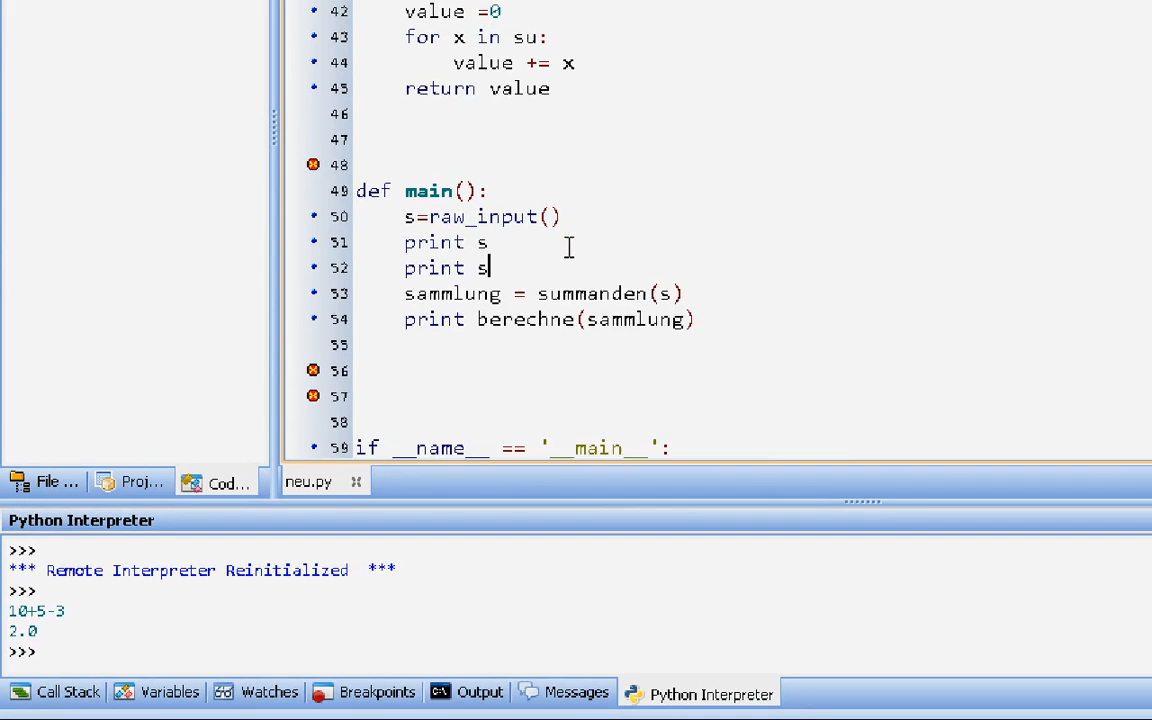 42 value =0
43 for x in su:
44 value += x
45 return value
46
47
48
49 def main():
50 s=raw_input()
51 print s
52 print s
53 sammlung = summanden(s)
54 print berechne(sammlung)
55
56
57
58
59 if __name__ == '__main__':
File ... Proj... Cod... neu.py
Python Interpreter
>>>
*** Remote Interpreter Reinitialized ***
>>>
10+5-3
2.0
>>>
Call Stack Variables Watches Breakpoints Output Messages Python Interpreter